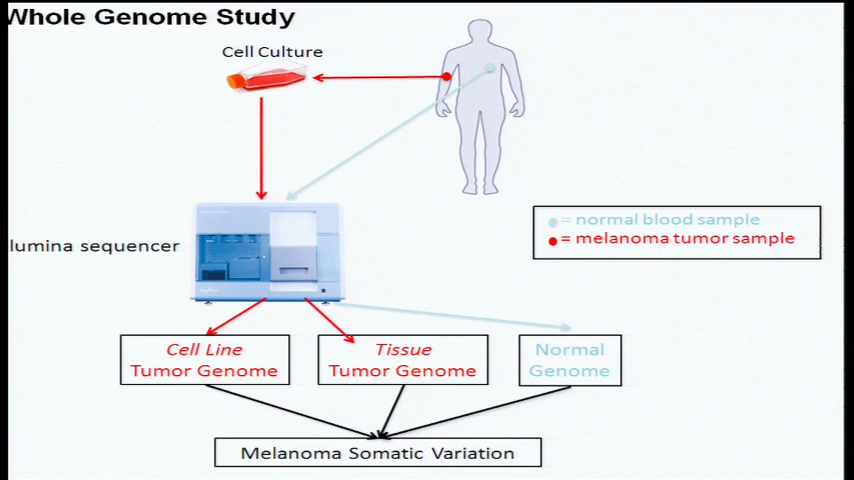 Whole Genome Study
Cell Culture
= normal blood sample
= melanoma tumor sample
lumina sequencer
Cell Line
Tumor Genome
Tissue
Tumor Genome
Normal
Genome
Melanoma Somatic Variation